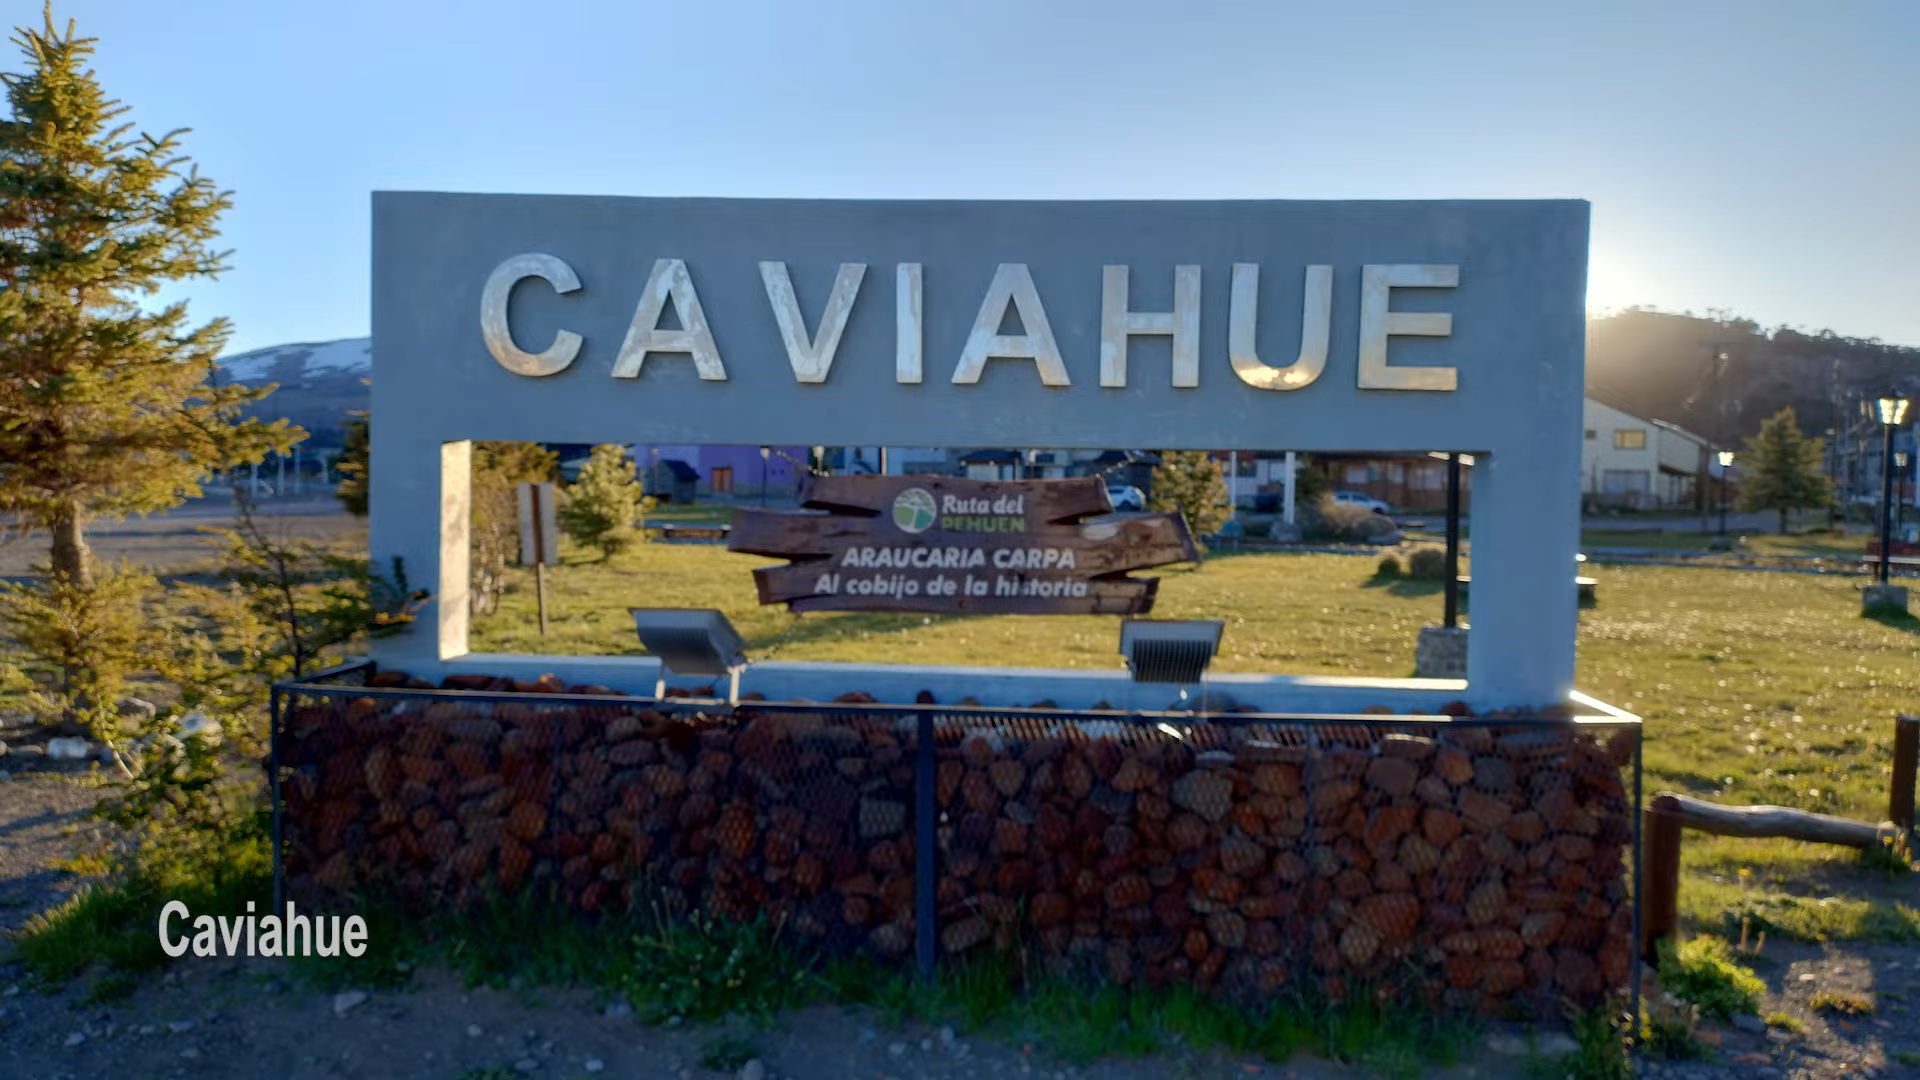 CAVIAHUE
Ruta del
PEHUEN
ARAUCARIA CARPA
Al cobijo de la historia
Caviahue